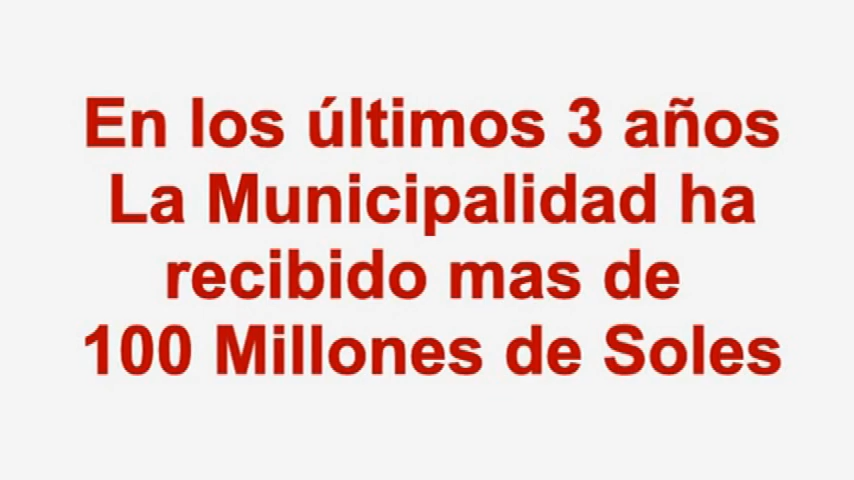 En los últimos 3 años
La Municipalidad ha
recibido mas de
100 Millones de Soles